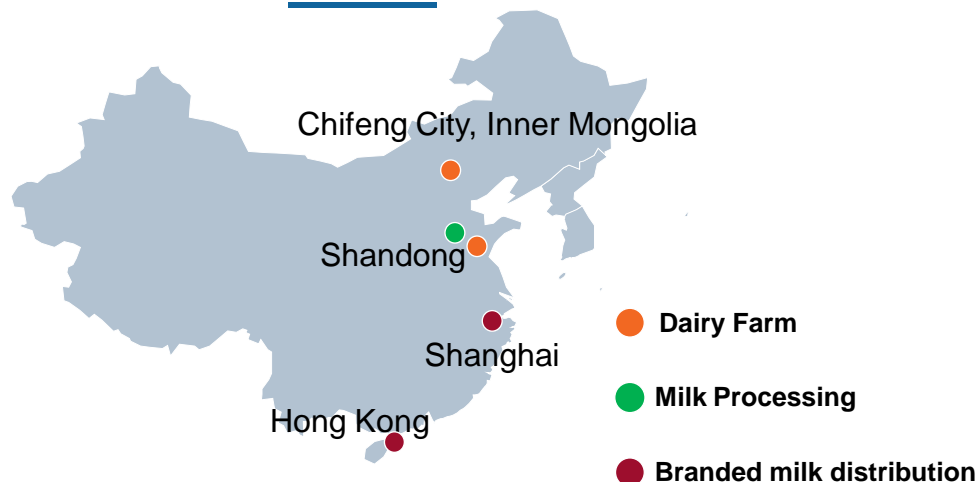 Chifeng City, Inner Mongolia
Shandong
Dairy Farm
Shanghai
Milk Processing
Hong Kong
Branded milk distribution